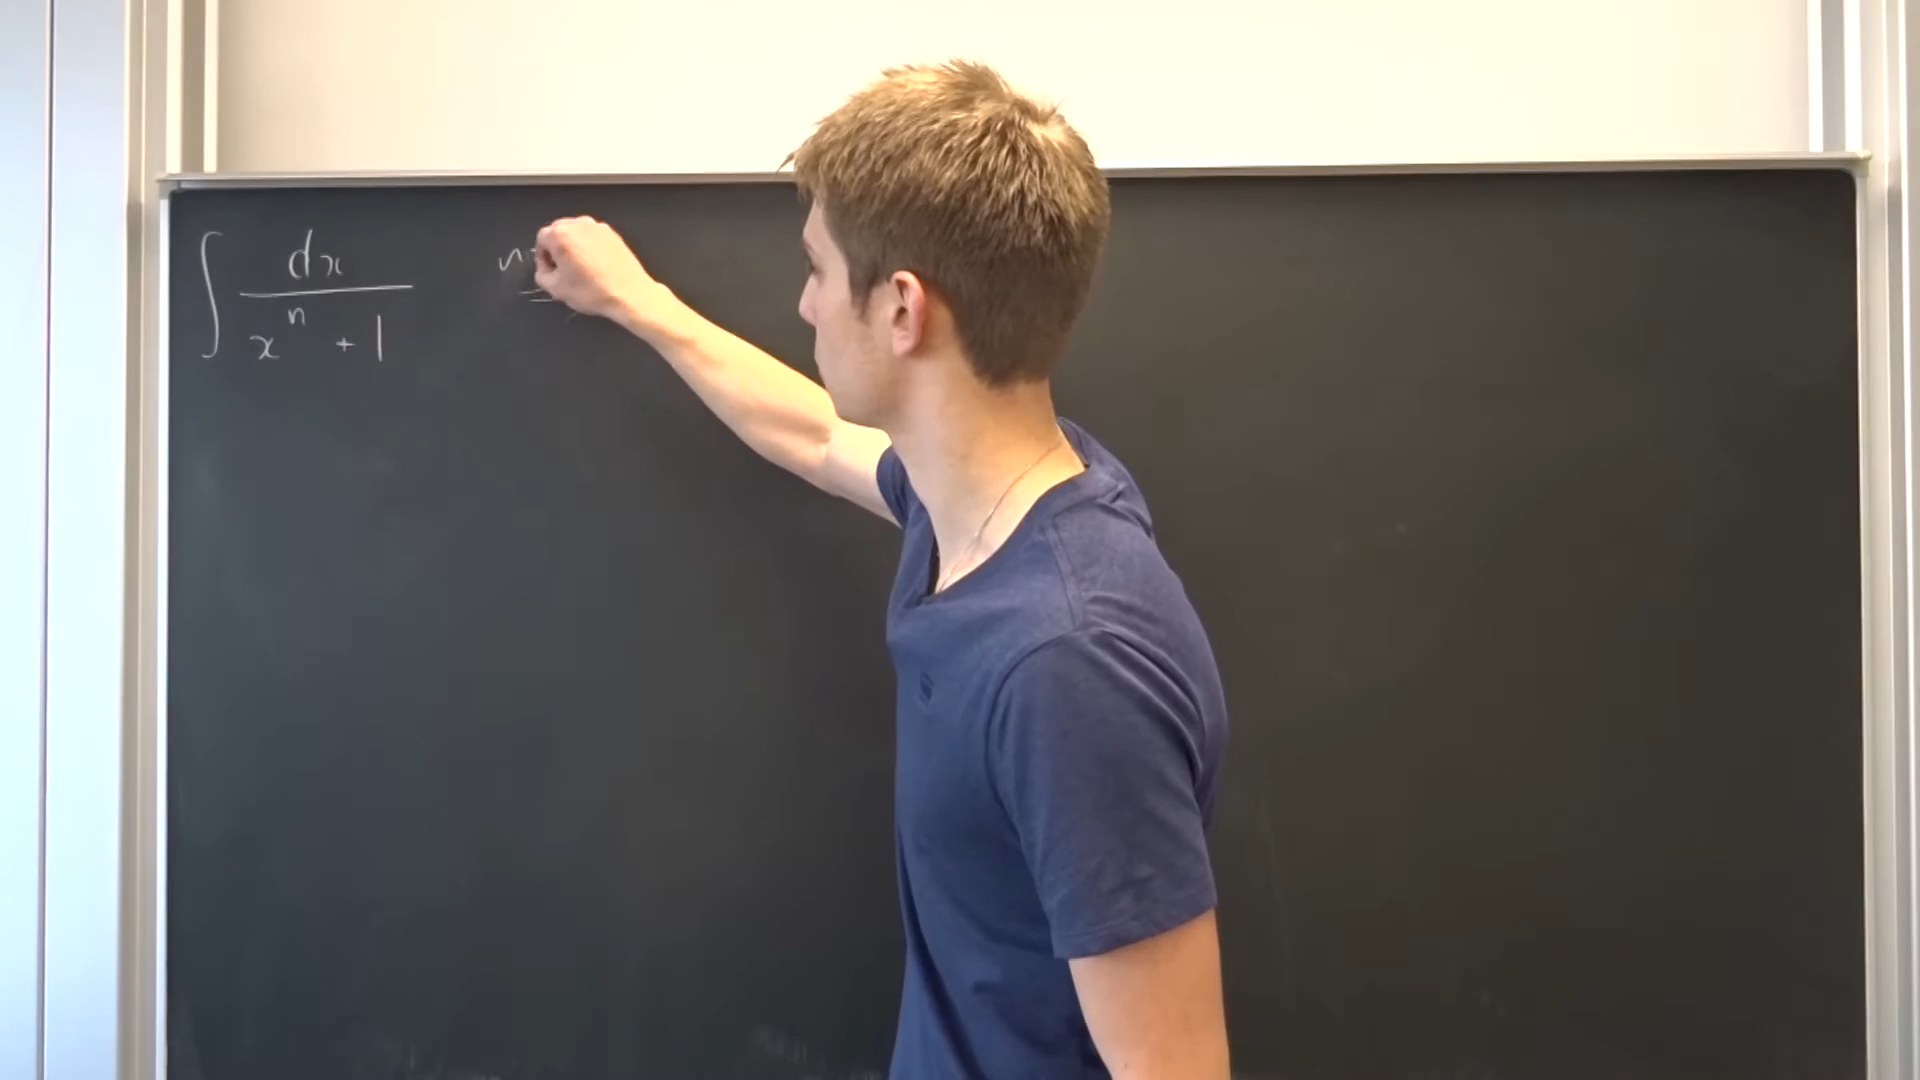 ∫ dx / (x^n + 1)    n